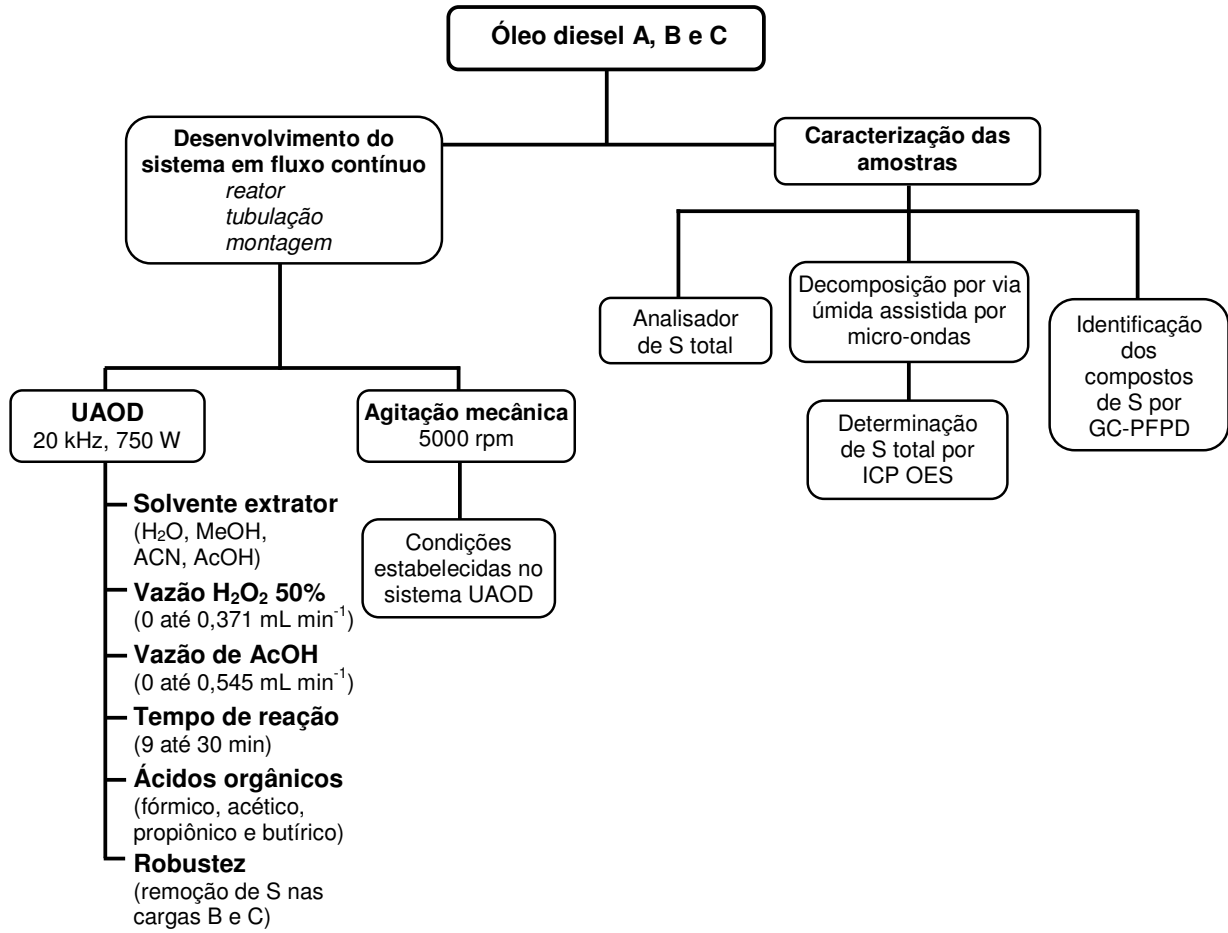 Óleo diesel A, B e C
Desenvolvimento do
sistema em fluxo contínuo
reator
tubulação
montagem
Caracterização das
amostras
Analisador
de S total
Decomposição por via
úmida assistida por
micro-ondas
Determinação
de S total por
ICP OES
Identificação
dos
compostos
de S por
GC-PFPD
UAOD
20 kHz, 750 W
Agitação mecânica
5000 rpm
Condições
estabelecidas no
sistema UAOD
Solvente extrator
(H₂O, MeOH,
ACN, AcOH)
Vazão H₂O₂ 50%
(0 até 0,371 mL min⁻¹)
Vazão de AcOH
(0 até 0,545 mL min⁻¹)
Tempo de reação
(9 até 30 min)
Ácidos orgânicos
(fórmico, acético,
propiônico e butírico)
Robustez
(remoção de S nas
cargas B e C)